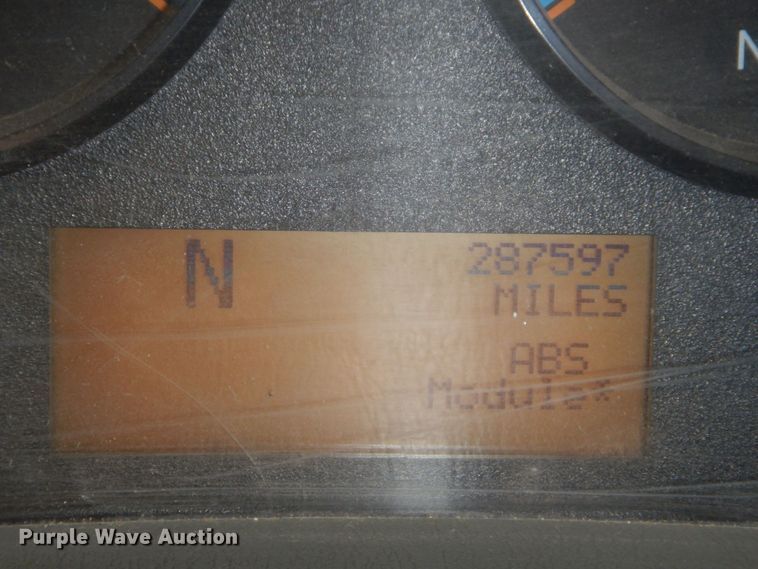 N
N
287597
MILES
ABS
Module*
Purple Wave Auction